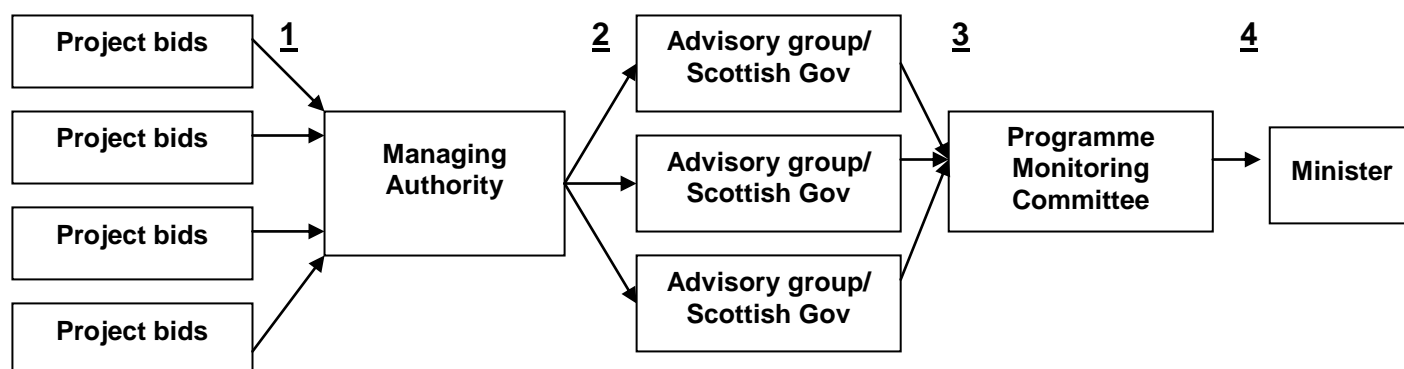 Project bids
Project bids
Project bids
Project bids
1
Managing
Authority
2
Advisory group/
Scottish Gov
Advisory group/
Scottish Gov
Advisory group/
Scottish Gov
3
Programme
Monitoring
Committee
4
Minister